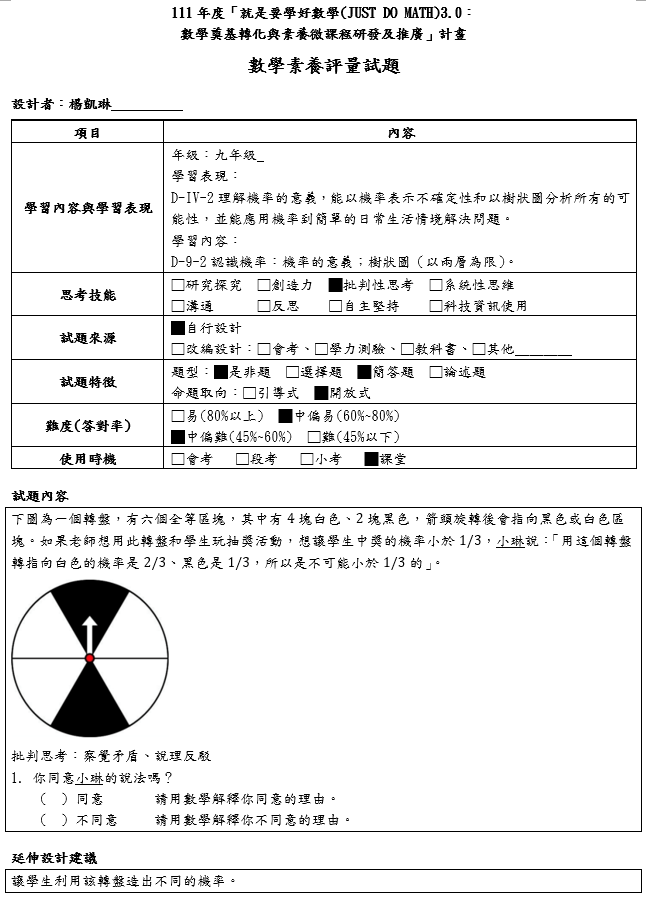 111 年度「就是要學好數學(JUST DO MATH)3.0：
數學奠基轉化與素養微課程研發及推廣」計畫
數學素養評量試題
設計者：楊凱琳__________
項目 內容
學習內容與學習表現
年級：九年級_
學習表現：
D-IV-2 理解機率的意義，能以機率表示不確定性和以樹狀圖分析所有的可
能性，並能應用機率到簡單的日常生活情境解決問題。
學習內容：
D-9-2 認識機率：機率的意義；樹狀圖（以兩層為限）。
思考技能
□研究探究 □創造力 ■批判性思考 □系統性思維
□溝通 □反思 □自主堅持 □科技資訊使用
試題來源
■自行設計
□改編設計：□會考、□學力測驗、□教科書、□其他________
試題特徵
題型：■是非題 □選擇題 ■簡答題 □論述題
命題取向：□引導式 ■開放式
難度(答對率)
□易(80%以上) ■中偏易(60%~80%)
■中偏難(45%~60%) □難(45%以下)
使用時機 □會考 □段考 □小考 ■課堂
試題內容
下圖為一個轉盤，有六個全等區塊，其中有 4 塊白色、2 塊黑色，箭頭旋轉後會指向黑色或白色區
塊。如果老師想用此轉盤和學生玩抽獎活動，想讓學生中獎的機率小於 1/3，小琳說：「用這個轉盤
轉指向白色的機率是 2/3、黑色是 1/3，所以是不可能小於 1/3 的」。
批判思考：察覺矛盾、說理反駁
1. 你同意小琳的說法嗎？
（ ）同意 請用數學解釋你同意的理由。
（ ）不同意 請用數學解釋你不同意的理由。
延伸設計建議
讓學生利用該轉盤造出不同的機率。